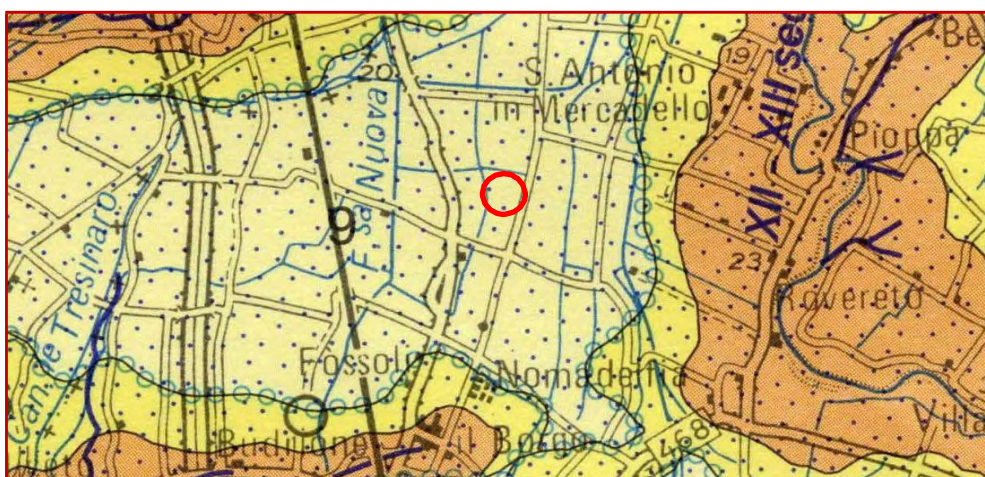 Be
20
S. Antonio
in Mercadello
19
XII - XIII sec
Pioppa
F.sa Nuova
9
Can.e Tresinaro
23
Rovereto
Fossoli
Nomadelfia
Budrione
il Borgo
468
Villa